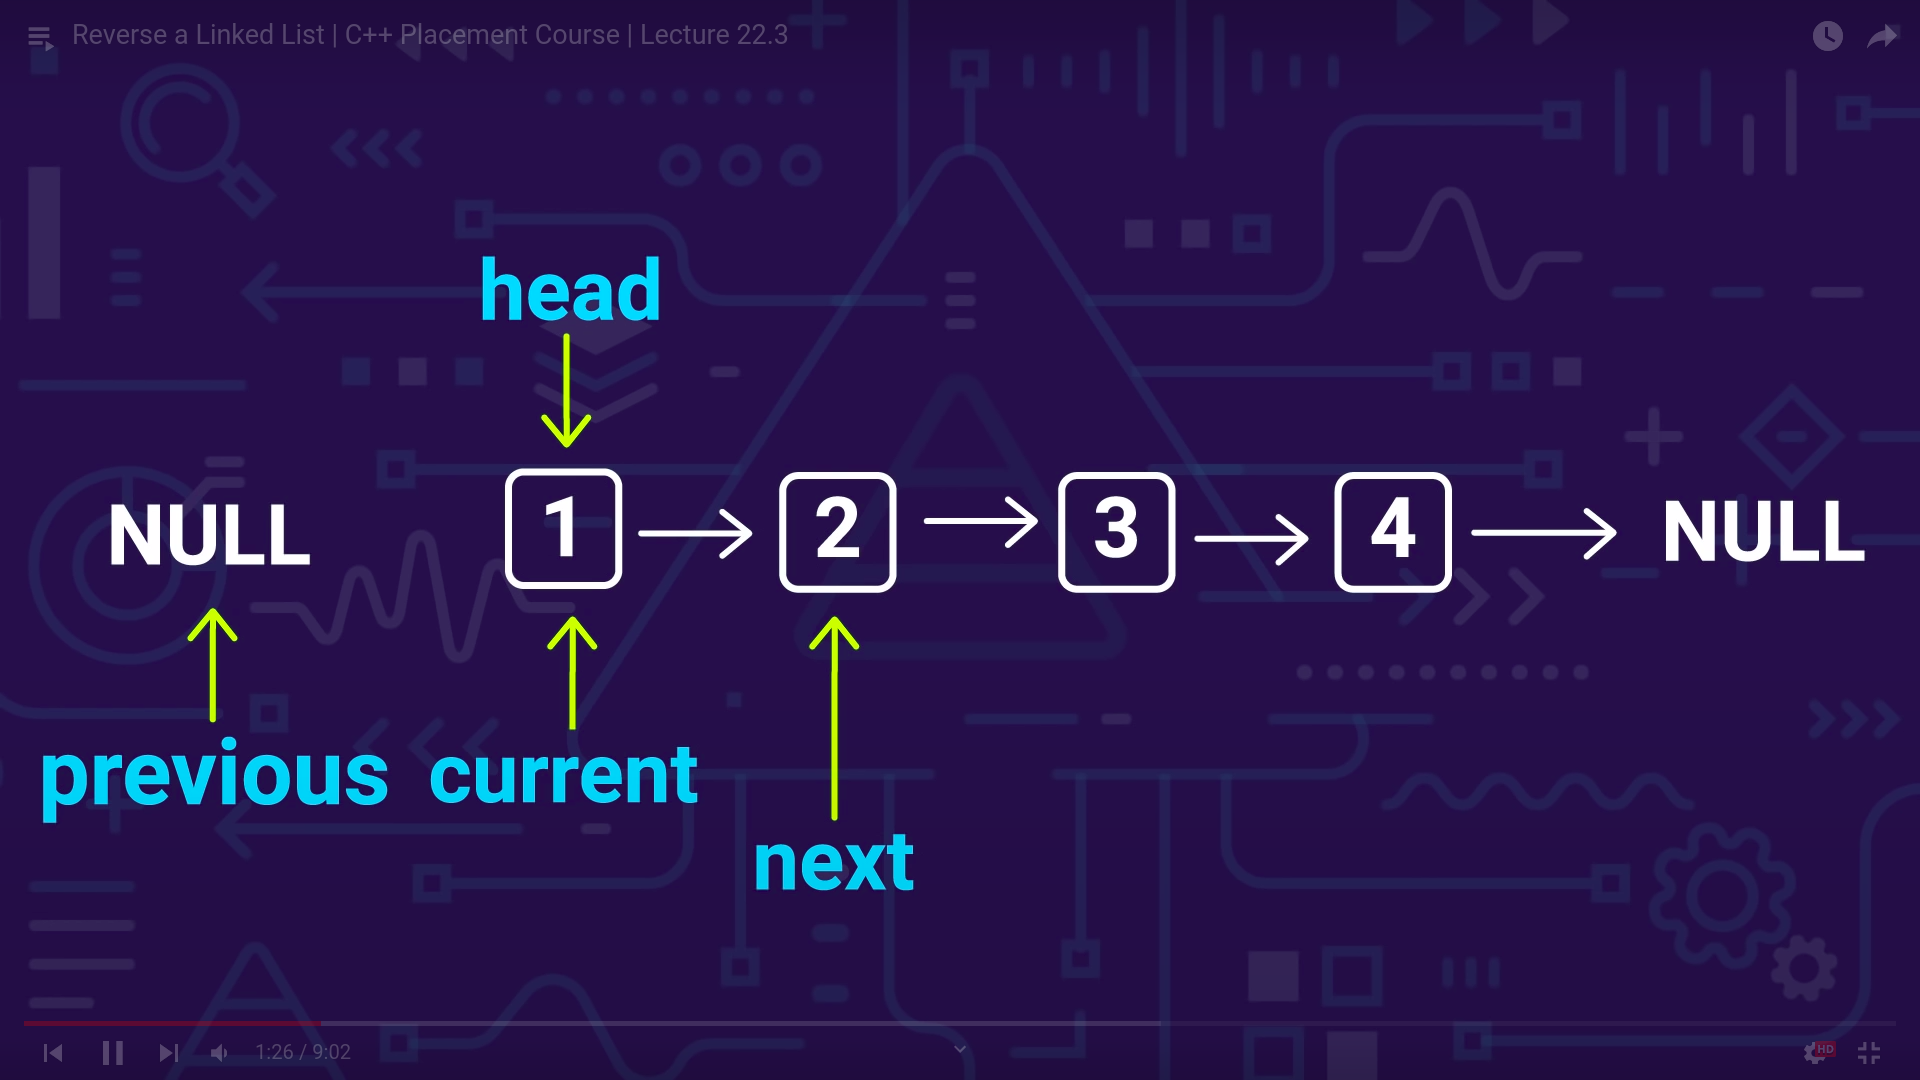 Reverse a Linked List | C++ Placement Course | Lecture 22.3
head
NULL 1 2 3 4 NULL
previous current
next
1:26 / 9:02
HD